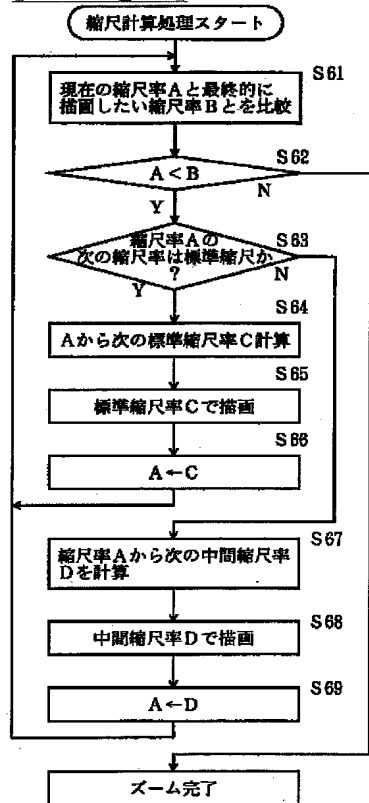 縮尺計算処理スタート
S61
現在の縮尺率Aと最終的に
描画したい縮尺率Bとを比較
S62
A<B
N
Y
S63
縮尺率Aの
次の縮尺率は標準縮尺か
?
N
Y
S64
Aから次の標準縮尺率C計算
S65
標準縮尺率Cで描画
S66
A←C
S67
縮尺率Aから次の中間縮尺率
Dを計算
S68
中間縮尺率Dで描画
S69
A←D
ズーム完了